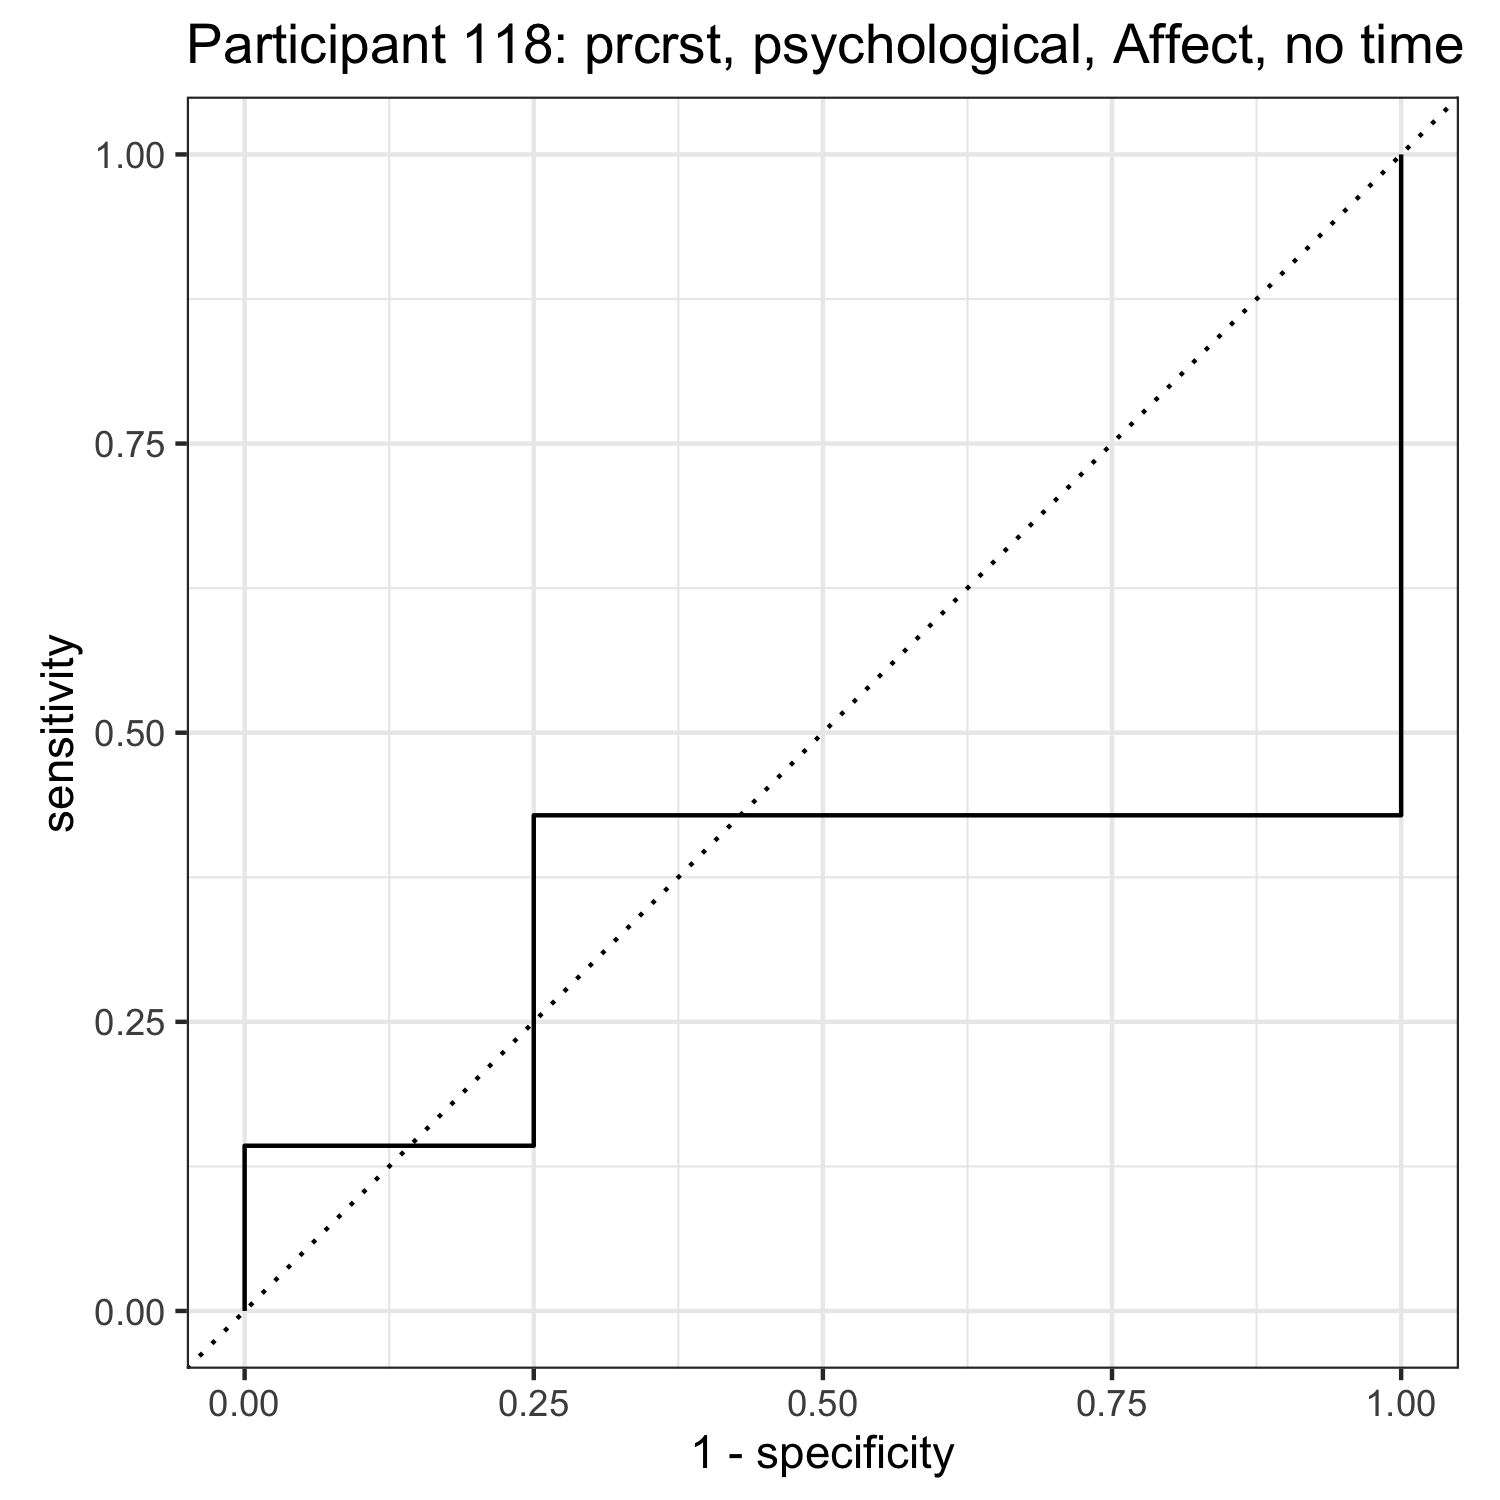 Participant 118: prcrst, psychological, Affect, no time
1.00
0.75
0.50
0.25
0.00
sensitivity
0.00 0.25 0.50 0.75 1.00
1 - specificity